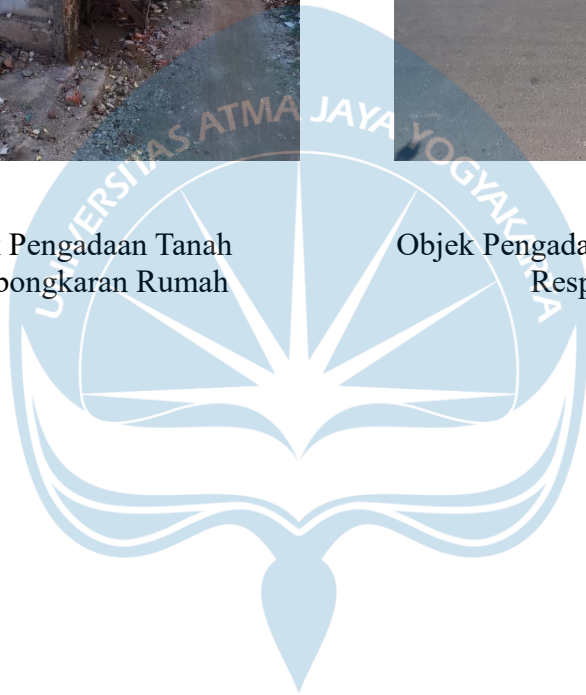 UNIVERSITAS ATMA JAYA YOGYAKARTA
Pengadaan Tanah
bongkaran Rumah
Objek Pengada
Resp